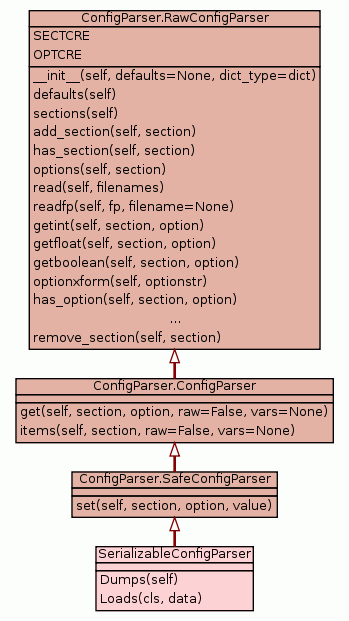 ConfigParser.RawConfigParser
SECTCRE
OPTCRE
__init__(self, defaults=None, dict_type=dict)
defaults(self)
sections(self)
add_section(self, section)
has_section(self, section)
options(self, section)
read(self, filenames)
readfp(self, fp, filename=None)
getint(self, section, option)
getfloat(self, section, option)
getboolean(self, section, option)
optionxform(self, optionstr)
has_option(self, section, option)
...
remove_section(self, section)
ConfigParser.ConfigParser
get(self, section, option, raw=False, vars=None)
items(self, section, raw=False, vars=None)
ConfigParser.SafeConfigParser
set(self, section, option, value)
SerializableConfigParser
Dumps(self)
Loads(cls, data)